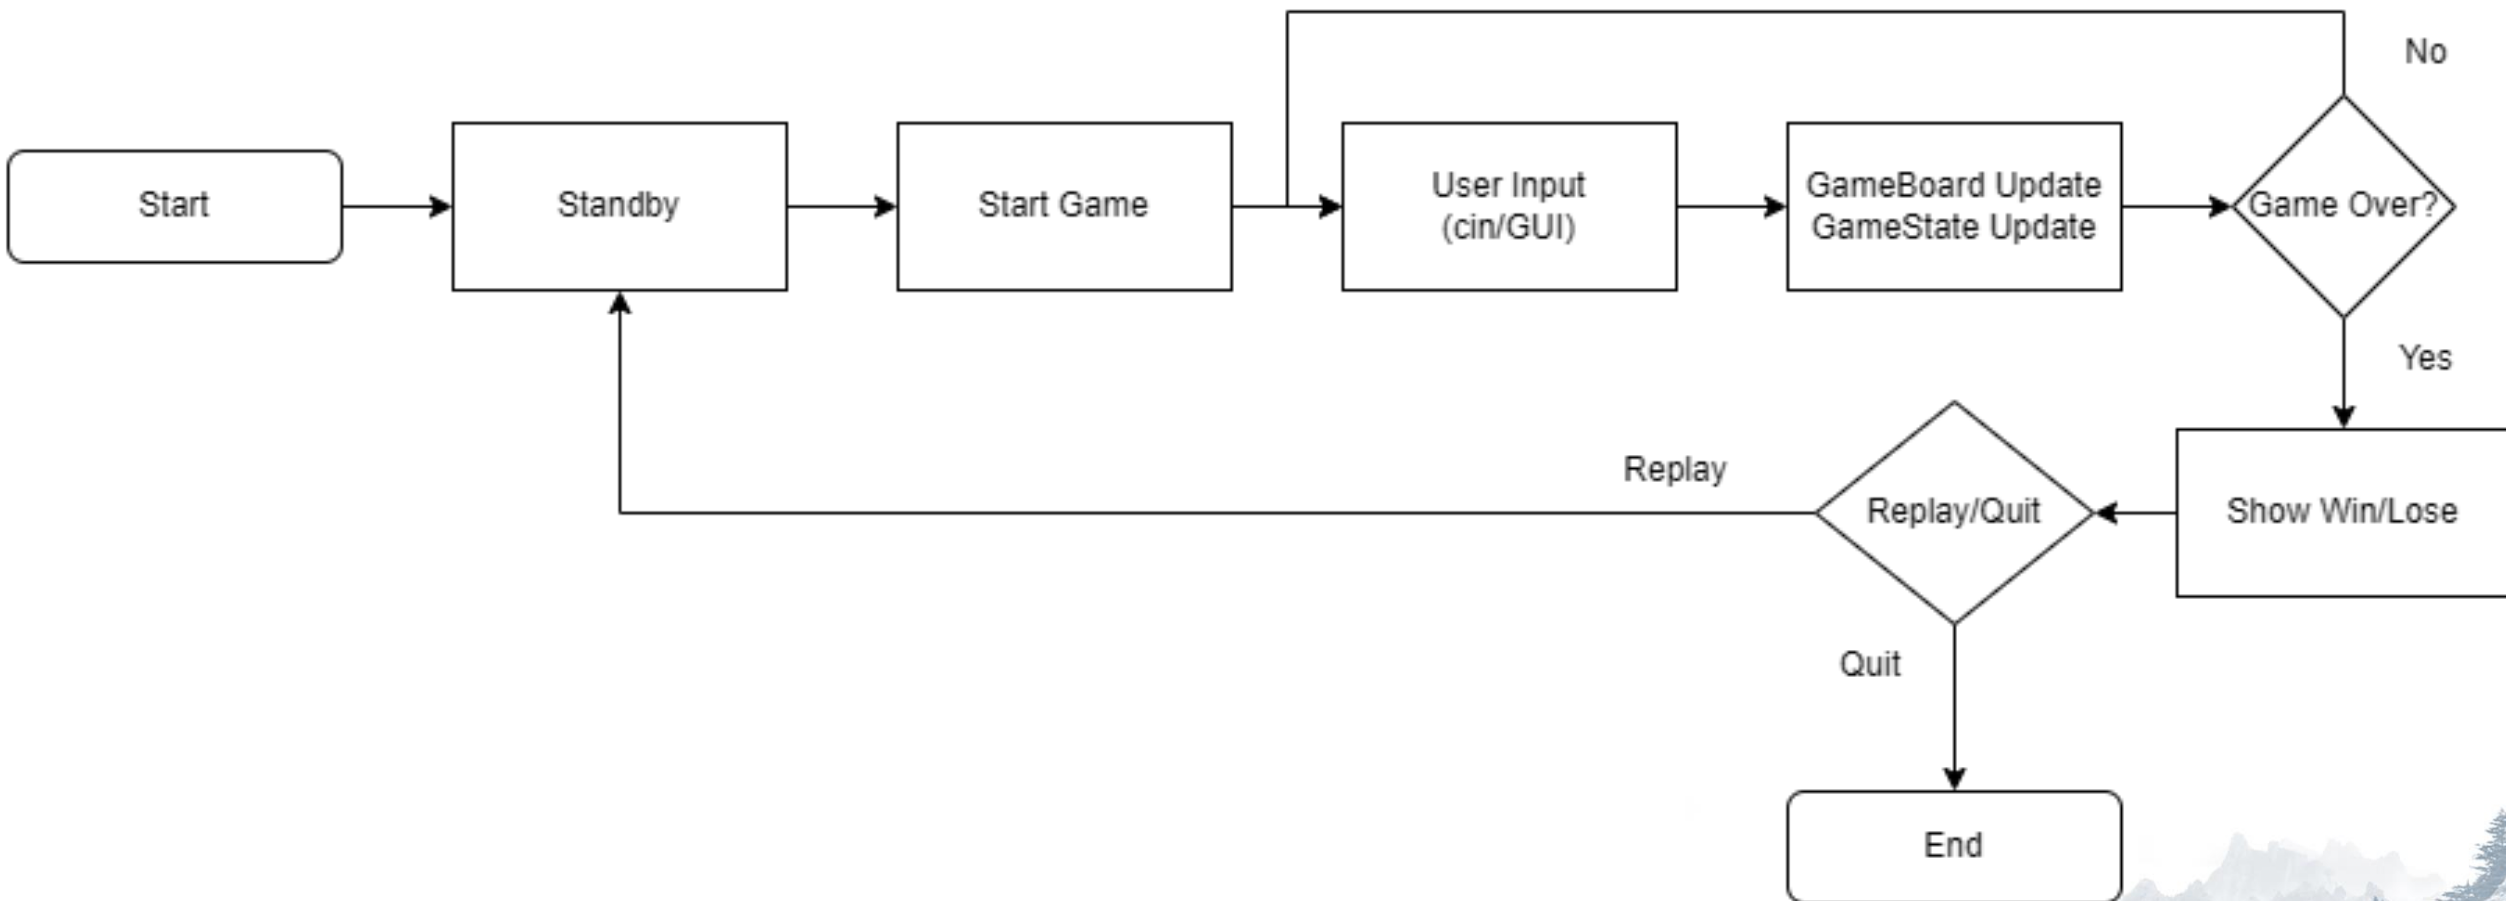 No
Start
Standby
Start Game
User Input
(cin/GUI)
GameBoard Update
GameState Update
Game Over?
Yes
Replay
Replay/Quit
Show Win/Lose
Quit
End